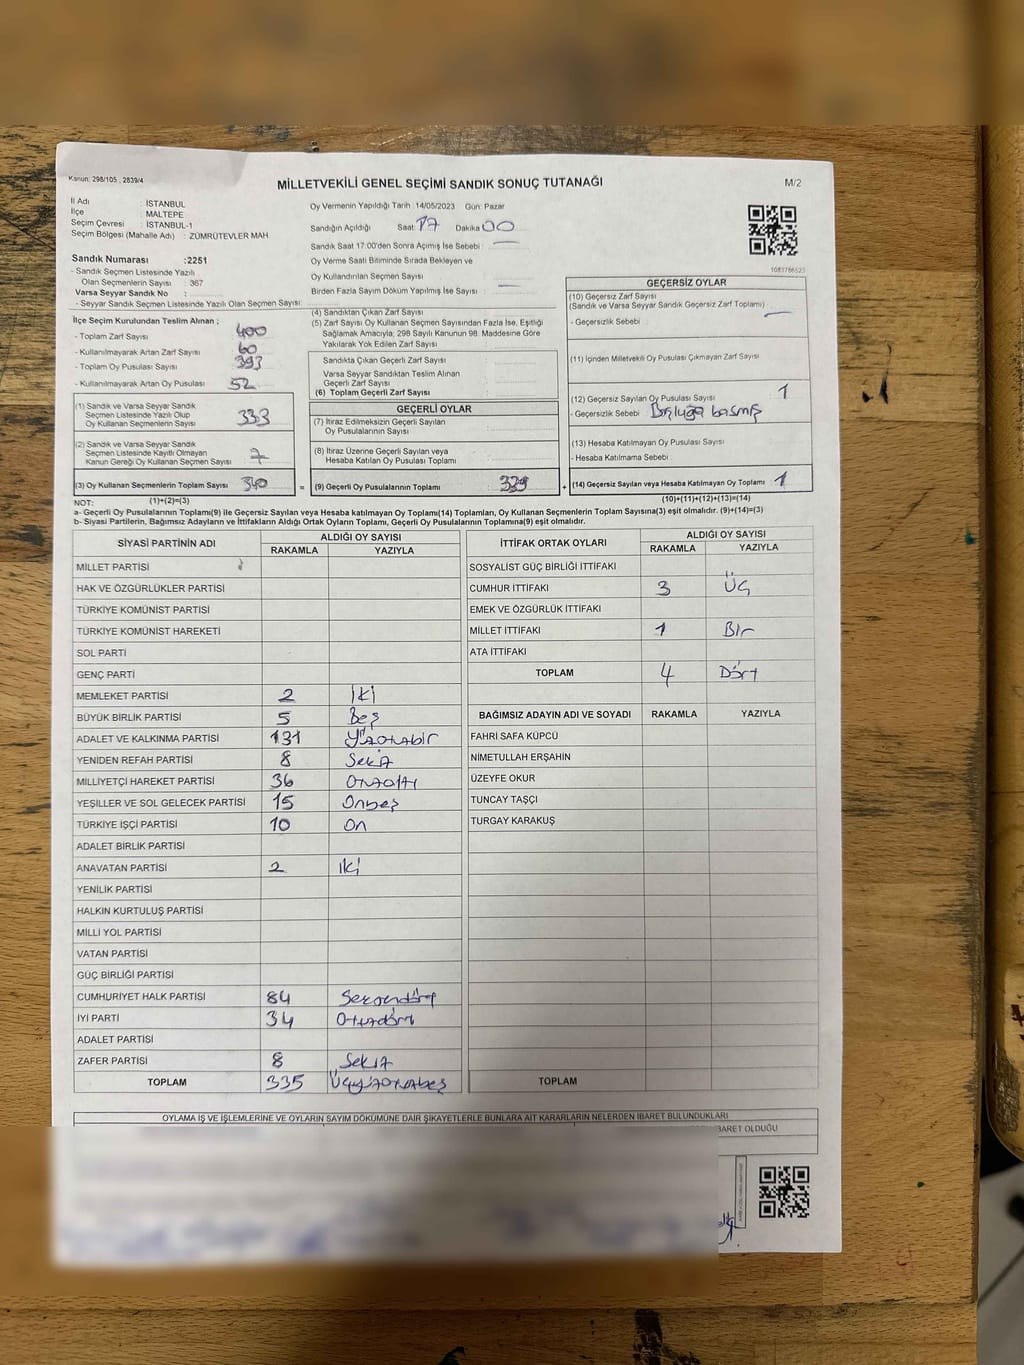 Kanun: 298/105 , 2839/4
MİLLETVEKİLİ GENEL SEÇİMİ SANDIK SONUÇ TUTANAĞI
M/2
İl Adı : İSTANBUL
İlçe : MALTEPE
Seçim Çevresi : İSTANBUL-1
Seçim Bölgesi (Mahalle Adı) : ZÜMRÜTEVLER MAH
Sandık Numarası :2251
- Sandık Seçmen Listesinde Yazılı
Olan Seçmenlerin Sayısı : 367
Varsa Seyyar Sandık No :
- Seyyar Sandık Seçmen Listesinde Yazılı Olan Seçmen Sayısı:
Oy Vermenin Yapıldığı Tarih :14/05/2023 Gün: Pazar
Sandığın Açıldığı Saat: 17 Dakika 00
Sandık Saat 17:00'den Sonra Açımış İse Sebebi : —
Oy Verme Saati Bitiminde Sırada Bekleyen ve
Oy Kullandırılan Seçmen Sayısı :
Birden Fazla Sayım Döküm Yapılmış İse Sayısı : —
1083766523
İlçe Seçim Kurulundan Teslim Alınan ;
- Toplam Zarf Sayısı : 400
- Kullanılmayarak Artan Zarf Sayısı : 60
- Toplam Oy Pusulası Sayısı : 393
- Kullanılmayarak Artan Oy Pusulası : 52
(1) Sandık ve Varsa Seyyar Sandık
Seçmen Listesinde Yazılı Olup
Oy Kullanan Seçmenlerin Sayısı : 333
(2) Sandık ve Varsa Seyyar Sandık
Seçmen Listesinde Kayıtlı Olmayan
Kanun Gereği Oy Kullanan Seçmen Sayısı : 7
(3) Oy Kullanan Seçmenlerin Toplam Sayısı : 340
(1)+(2)=(3)
=
(4) Sandıktan Çıkan Zarf Sayısı
(5) Zarf Sayısı Oy Kullanan Seçmen Sayısından Fazla İse, Eşitliği
Sağlamak Amacıyla, 298 Sayılı Kanunun 98. Maddesine Göre
Yakılarak Yok Edilen Zarf Sayısı :
Sandıkta Çıkan Geçerli Zarf Sayısı :
Varsa Seyyar Sandıktan Teslim Alınan
Geçerli Zarf Sayısı :
(6) Toplam Geçerli Zarf Sayısı :
GEÇERLİ OYLAR
(7) İtiraz Edilmeksizin Geçerli Sayılan
Oy Pusulalarının Sayısı :
(8) İtiraz Üzerine Geçerli Sayılan veya
Hesaba Katılan Oy Pusulası Toplamı :
(9) Geçerli Oy Pusulalarının Toplamı : 339
+
GEÇERSİZ OYLAR
(10) Geçersiz Zarf Sayısı
(Sandık ve Varsa Seyyar Sandık Geçersiz Zarf Toplamı) : —
- Geçersizlik Sebebi :
(11) İçinden Milletvekili Oy Pusulası Çıkmayan Zarf Sayısı :
(12) Geçersiz Sayılan Oy Pusulası Sayısı : 1
- Geçersizlik Sebebi : Boşluğa basmış
(13) Hesaba Katılmayan Oy Pusulası Sayısı :
- Hesaba Katılmama Sebebi :
(14) Geçersiz Sayılan veya Hesaba Katılmayan Oy Toplamı : 1
(10)+(11)+(12)+(13)=(14)
NOT:
a- Geçerli Oy Pusulalarının Toplamı(9) ile Geçersiz Sayılan veya Hesaba Katılmayan Oy Toplamı(14) Toplamları, Oy Kullanan Seçmenlerin Toplam Sayısına(3) eşit olmalıdır. (9)+(14)=(3)
b- Siyasi Partilerin, Bağımsız Adayların ve İttifakların Aldığı Ortak Oyların Toplamı, Geçerli Oy Pusulalarının Toplamına(9) eşit olmalıdır.
SİYASİ PARTİNİN ADI ALDIĞI OY SAYISI
RAKAMLA YAZIYLA
MİLLET PARTİSİ
HAK VE ÖZGÜRLÜKLER PARTİSİ
TÜRKİYE KOMÜNİST PARTİSİ
TÜRKİYE KOMÜNİST HAREKETİ
SOL PARTİ
GENÇ PARTİ
MEMLEKET PARTİSİ 2 İki
BÜYÜK BİRLİK PARTİSİ 5 Beş
ADALET VE KALKINMA PARTİSİ 131 Yüzotuzbir
YENİDEN REFAH PARTİSİ 8 Sekiz
MİLLİYETÇİ HAREKET PARTİSİ 36 Otuzaltı
YEŞİLLER VE SOL GELECEK PARTİSİ 15 Onbeş
TÜRKİYE İŞÇİ PARTİSİ 10 On
ADALET BİRLİK PARTİSİ
ANAVATAN PARTİSİ 2 İki
YENİLİK PARTİSİ
HALKIN KURTULUŞ PARTİSİ
MİLLİ YOL PARTİSİ
VATAN PARTİSİ
GÜÇ BİRLİĞİ PARTİSİ
CUMHURİYET HALK PARTİSİ 84 Seksendört
İYİ PARTİ 34 Otuzdört
ADALET PARTİSİ
ZAFER PARTİSİ 8 Sekiz
TOPLAM 335 Üçyüzotuzbeş
İTTİFAK ORTAK OYLARI ALDIĞI OY SAYISI
RAKAMLA YAZIYLA
SOSYALİST GÜÇ BİRLİĞİ İTTİFAKI
CUMHUR İTTİFAKI 3 Üç
EMEK VE ÖZGÜRLÜK İTTİFAKI
MİLLET İTTİFAKI 1 Bir
ATA İTTİFAKI
TOPLAM 4 Dört
BAĞIMSIZ ADAYIN ADI VE SOYADI RAKAMLA YAZIYLA
FAHRİ SAFA KÜPCÜ
NİMETULLAH ERŞAHİN
ÜZEYFE OKUR
TUNCAY TAŞÇI
TURGAY KARAKUŞ
TOPLAM
OYLAMA İŞ VE İŞLEMLERİNE VE OYLARIN SAYIM DÖKÜMÜNE DAİR ŞİKAYETLERLE BUNLARA AİT KARARLARIN NELERDEN İBARET BULUNDUKLARI
İBARET OLDUĞU